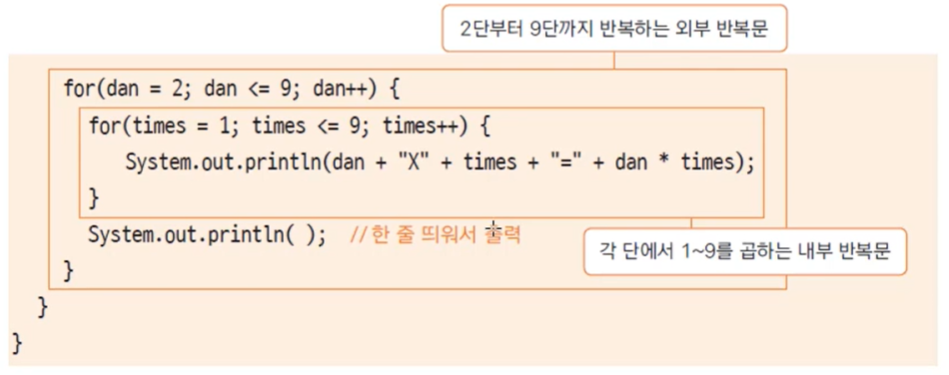 2단부터 9단까지 반복하는 외부 반복문
for(dan = 2; dan <= 9; dan++) {
for(times = 1; times <= 9; times++) {
System.out.println(dan + "X" + times + "=" + dan * times);
}
System.out.println( ); // 한 줄 띄워서 출력
각 단에서 1~9를 곱하는 내부 반복문
}
}
}